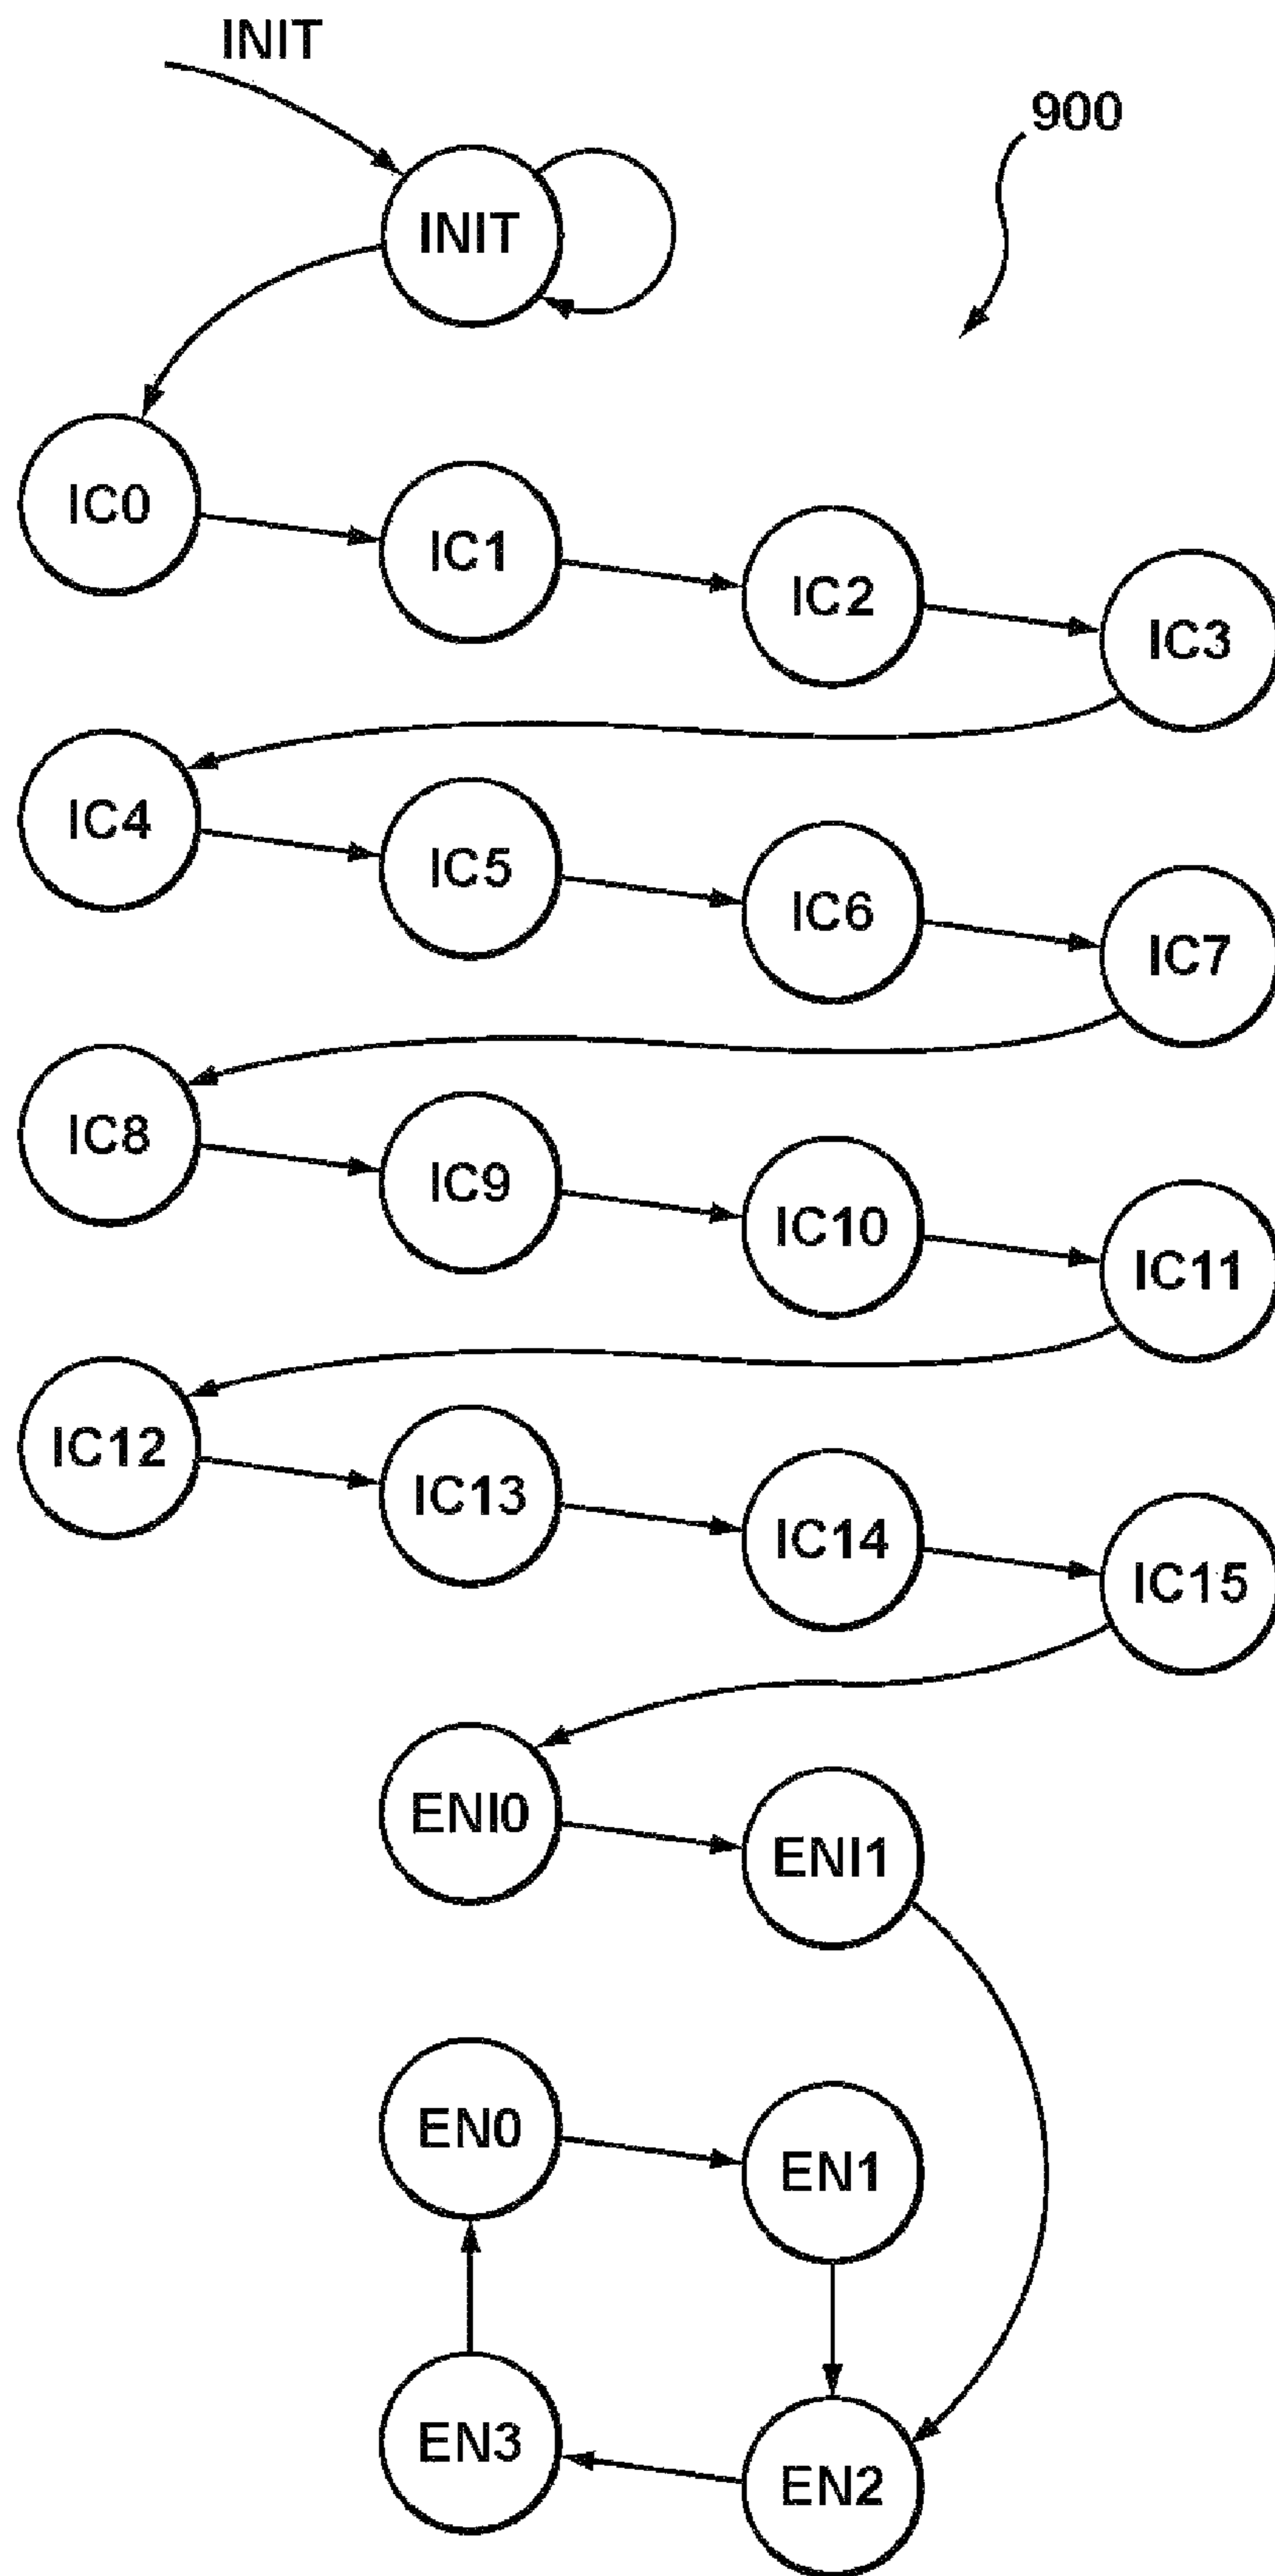 INIT
900
INIT
IC0
IC1
IC2
IC3
IC4
IC5
IC6
IC7
IC8
IC9
IC10
IC11
IC12
IC13
IC14
IC15
ENI0
ENI1
EN0
EN1
EN3
EN2